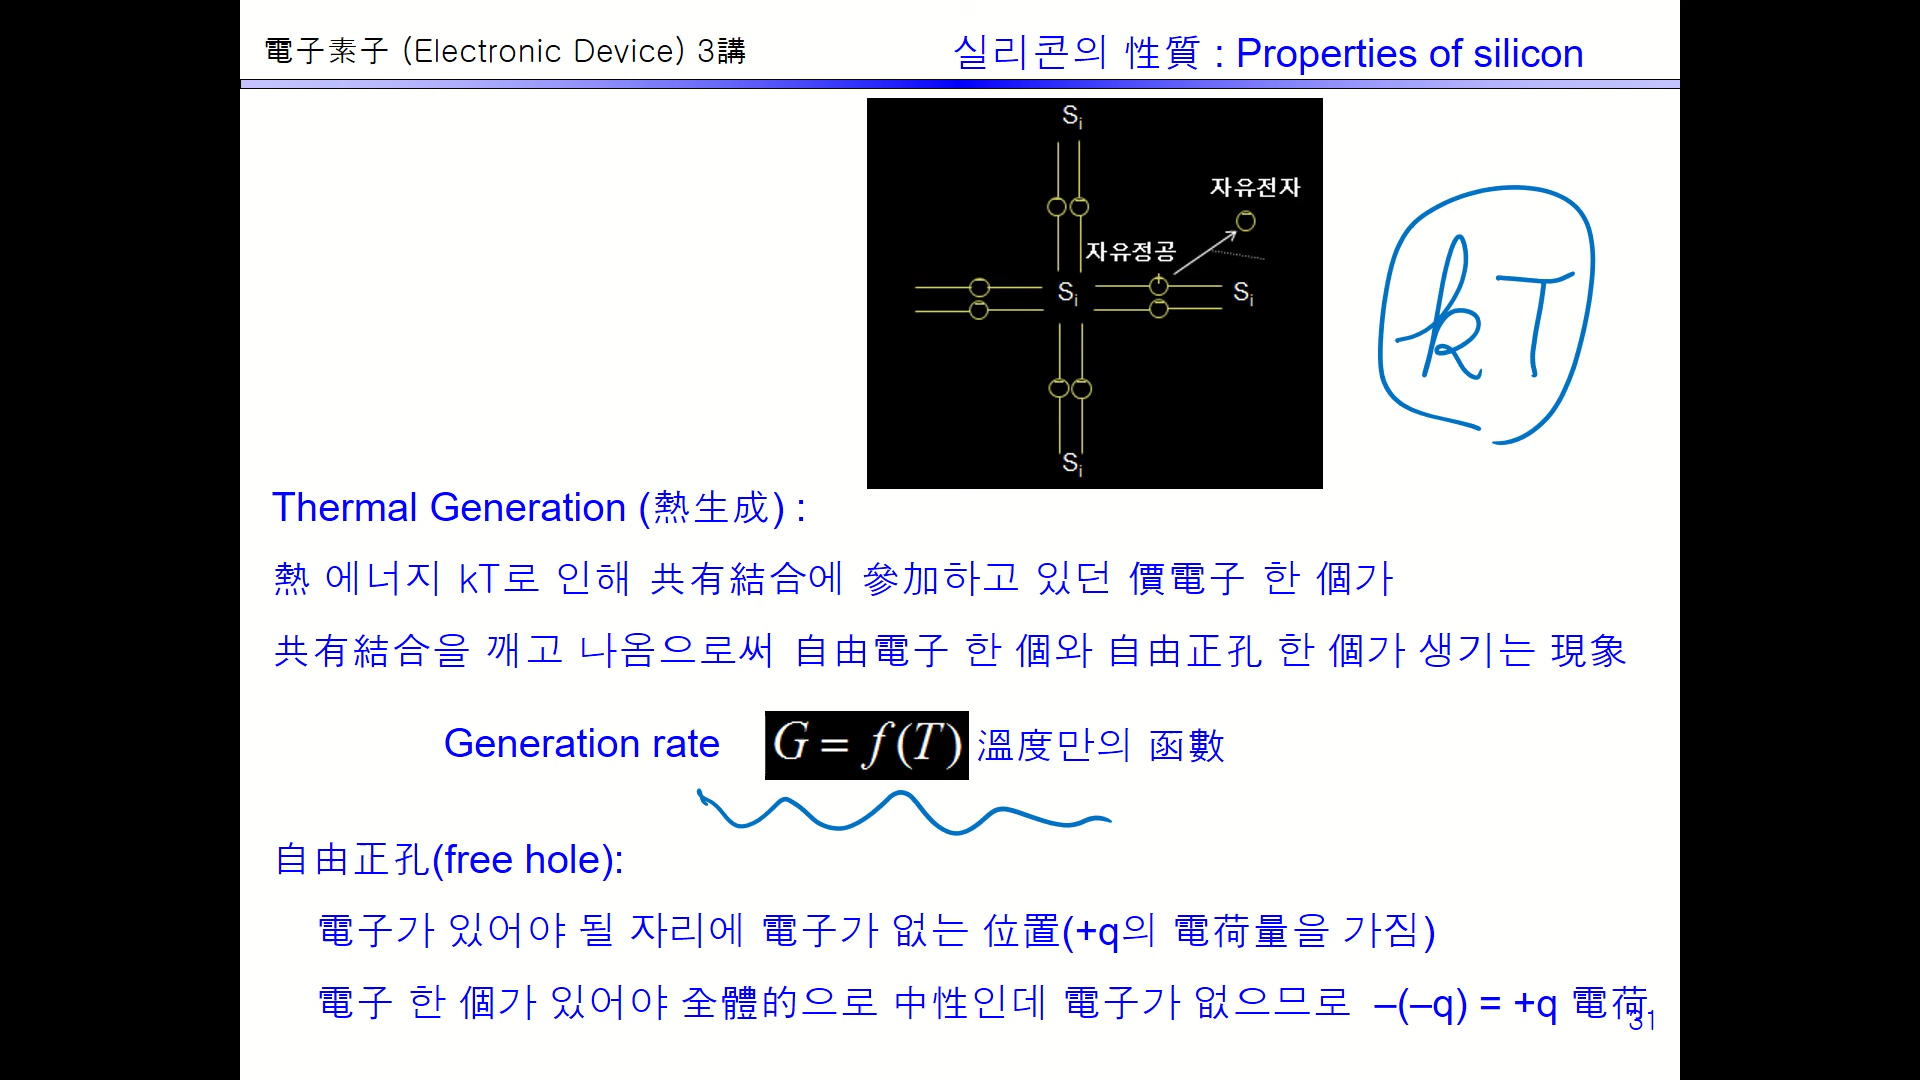 電子素子 (Electronic Device) 3講
실리콘의 性質 : Properties of silicon
Si
자유전자
자유정공
Si
Si
Si
kT
Thermal Generation (熱生成) :
熱 에너지 kT로 인해 共有結合에 參加하고 있던 價電子 한 個가
共有結合을 깨고 나옴으로써 自由電子 한 個와 自由正孔 한 個가 생기는 現象
Generation rate G = f(T) 溫度만의 函數
自由正孔(free hole):
電子가 있어야 될 자리에 電子가 없는 位置(+q의 電荷量을 가짐)
電子 한 個가 있어야 全體的으로 中性인데 電子가 없으므로 –(–q) = +q 電荷
31